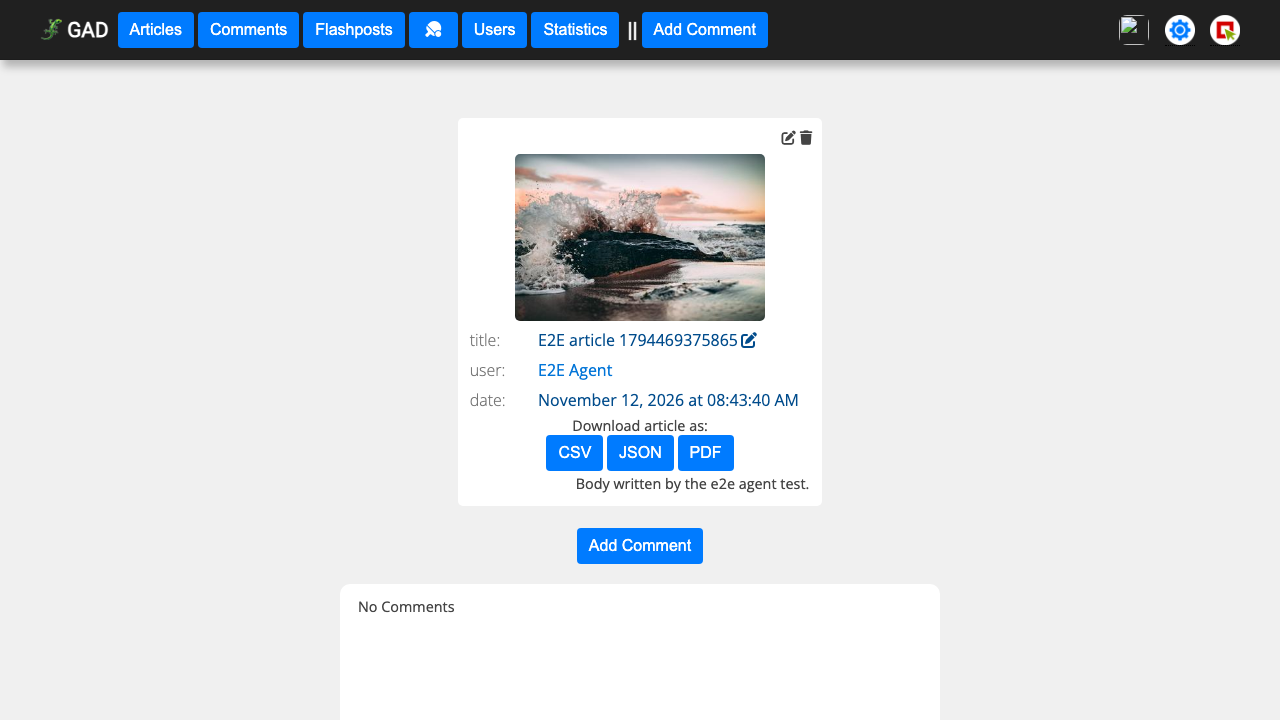 GAD Articles Comments Flashposts Users Statistics || Add Comment
title: E2E article 1794469375865
user: E2E Agent
date: November 12, 2026 at 08:43:40 AM
Download article as:
CSV JSON PDF
Body written by the e2e agent test.
Add Comment
No Comments